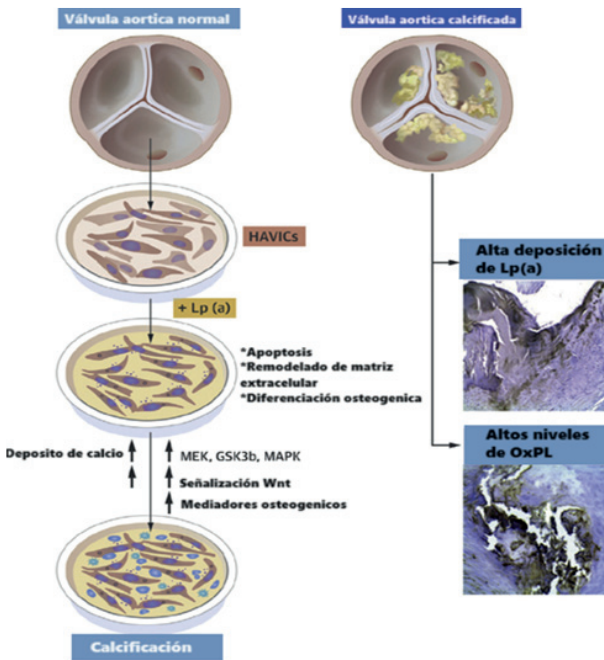 Válvula aortica normal
Válvula aortica calcificada
HAVICs
+ Lp (a)
*Apoptosis
*Remodelado de matriz
extracelular
*Diferenciación osteogenica
Deposito de calcio
MEK, GSK3b, MAPK
Señalización Wnt
Mediadores osteogenicos
Calcificación
Alta deposición
de Lp(a)
Altos niveles
de OxPL